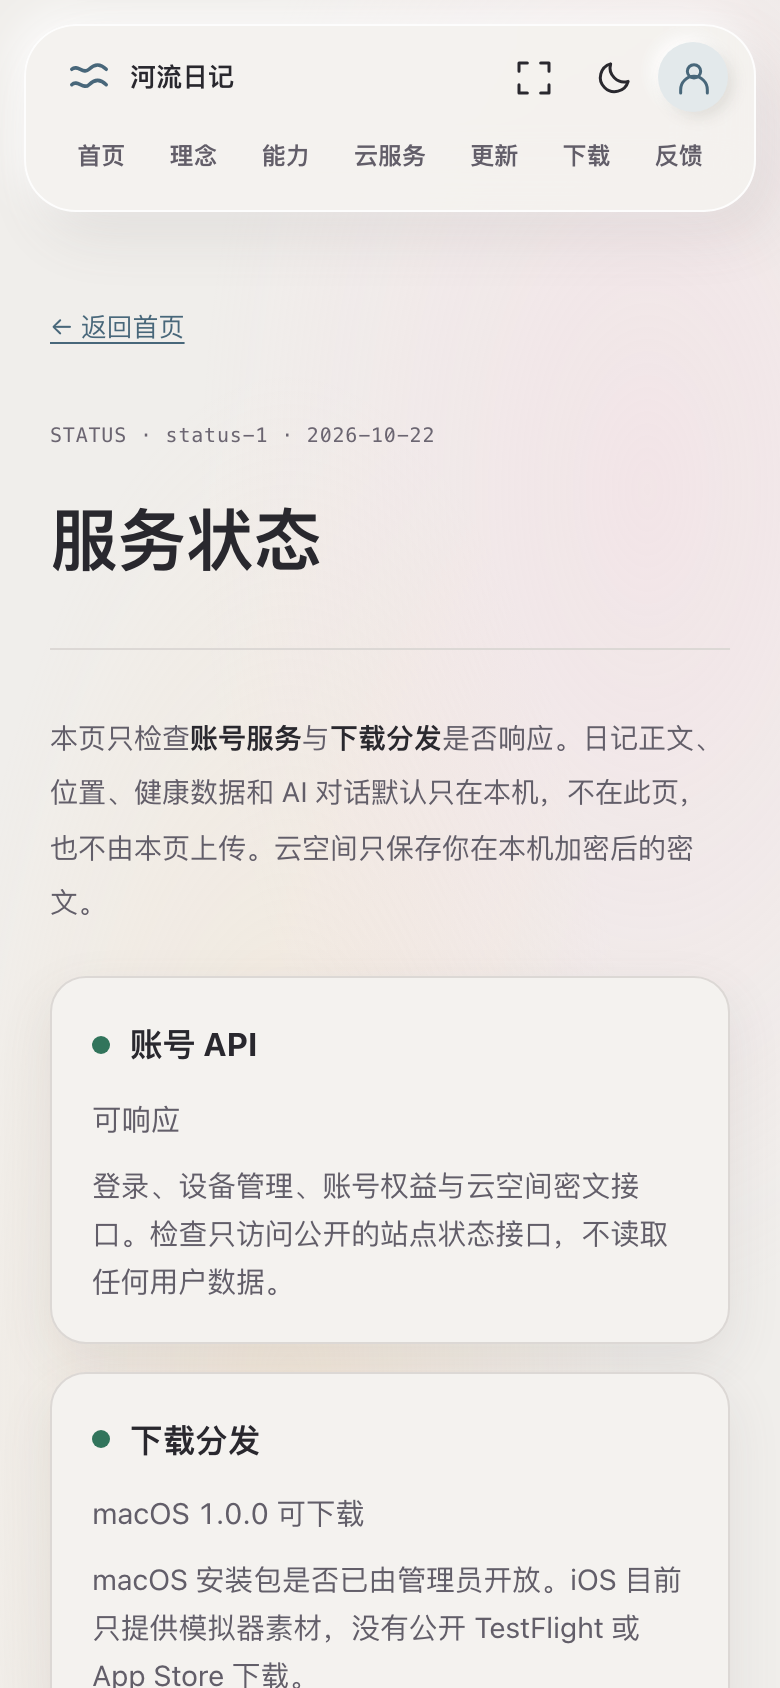 河流日记
首页 理念 能力 云服务 更新 下载 反馈
← 返回首页
STATUS · status-1 · 2026-10-22
服务状态
本页只检查账号服务与下载分发是否响应。日记正文、
位置、健康数据和 AI 对话默认只在本机，不在此页，
也不由本页上传。云空间只保存你在本机加密后的密
文。
账号 API
可响应
登录、设备管理、账号权益与云空间密文接
口。检查只访问公开的站点状态接口，不读取
任何用户数据。
下载分发
macOS 1.0.0 可下载
macOS 安装包是否已由管理员开放。iOS 目前
只提供模拟器素材，没有公开 TestFlight 或
App Store 下载。